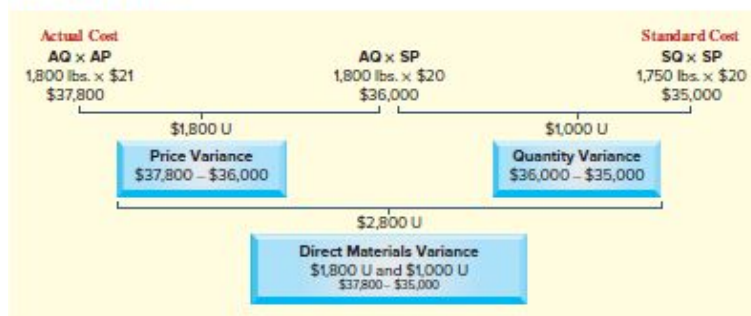 Actual Cost
AQ x AP
1,800 lbs. x $21
$37,800
AQ x SP
1,800 lbs. x $20
$36,000
Standard Cost
SQ x SP
1,750 lbs. x $20
$35,000
$1,800 U
$1,000 U
Price Variance
$37,800 – $36,000
Quantity Variance
$36,000 – $35,000
$2,800 U
Direct Materials Variance
$1,800 U and $1,000 U
$37,800– $35,000